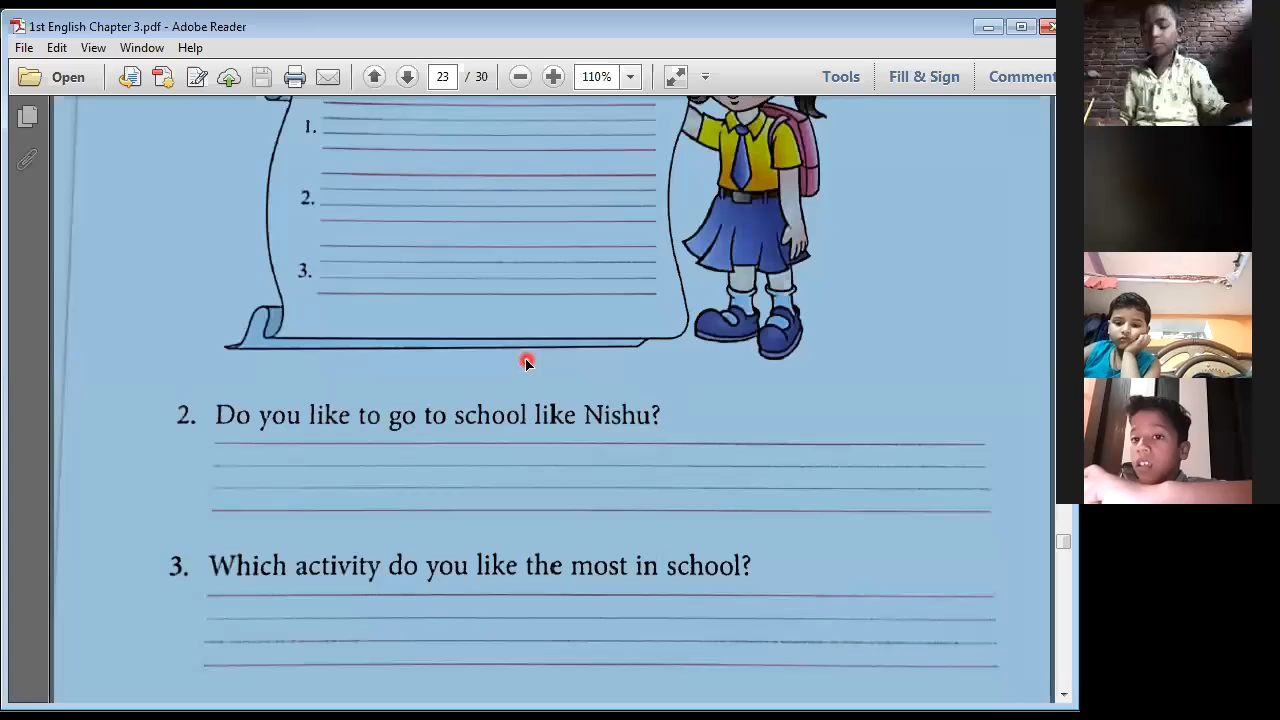 1st English Chapter 3.pdf - Adobe Reader
File Edit View Window Help
Open 23 / 30 110% Tools Fill & Sign Comment
1.
2.
3.
2. Do you like to go to school like Nishu?
3. Which activity do you like the most in school?